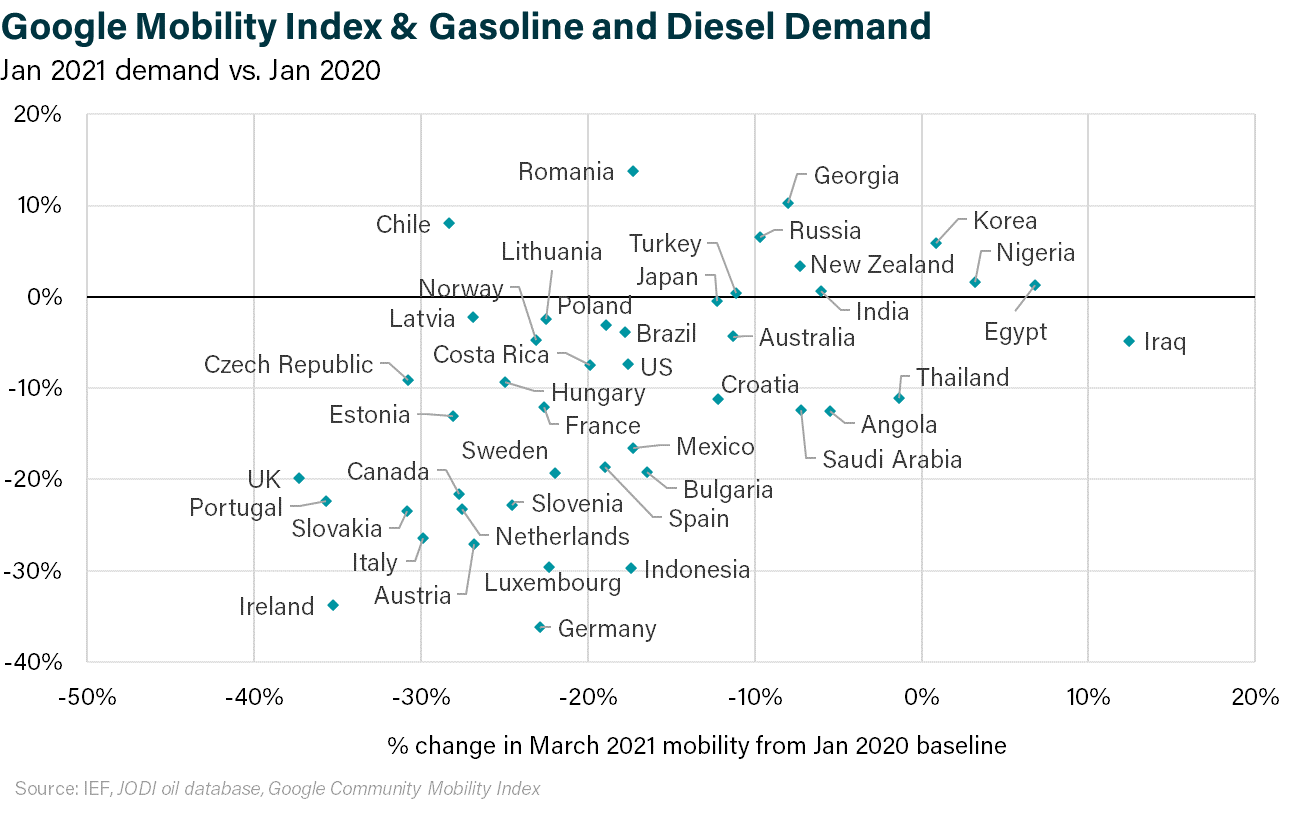 Google Mobility Index & Gasoline and Diesel Demand
Jan 2021 demand vs. Jan 2020
20%
Romania
Georgia
10%
Chile
Korea
Russia
Turkey
Lithuania
Nigeria
New Zealand
Japan
Norway
0%
Poland
India
Latvia
Brazil
Egypt
Australia
Iraq
Costa Rica
Czech Republic
US
Thailand
-10%
Croatia
Hungary
Estonia
France
Angola
Mexico
Sweden
Saudi Arabia
Canada
UK
-20%
Bulgaria
Slovenia
Portugal
Spain
Slovakia
Netherlands
Italy
Indonesia
-30%
Luxembourg
Austria
Ireland
Germany
-40%
-50% -40% -30% -20% -10% 0% 10% 20%
% change in March 2021 mobility from Jan 2020 baseline
Source: IEF, JODI oil database, Google Community Mobility Index